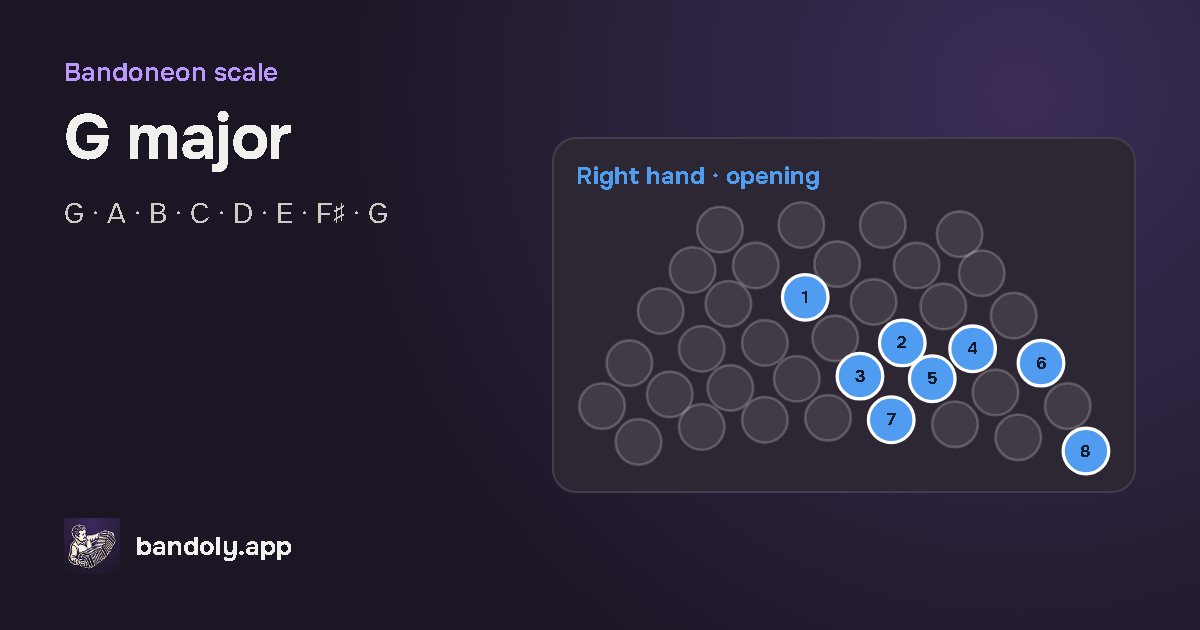 Bandoneon scale
G major
G · A · B · C · D · E · F♯ · G
Right hand · opening
1
2
4
3
5
6
7
8
bandoly.app